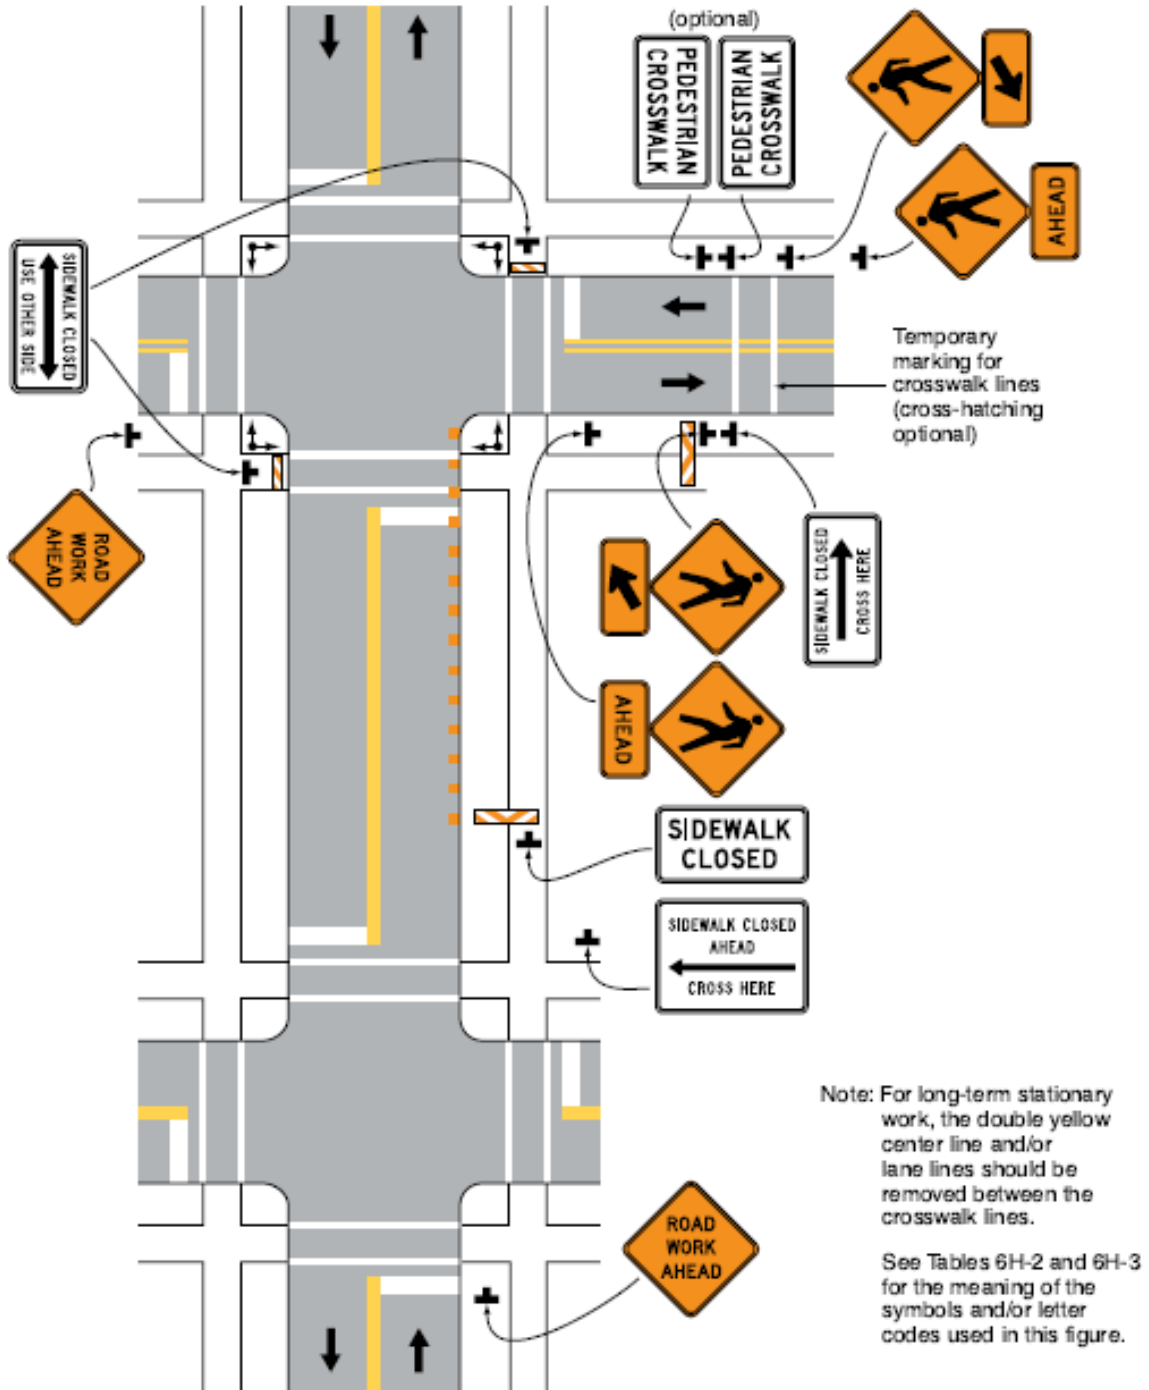 (optional)
PEDESTRIAN
CROSSWALK
PEDESTRIAN
CROSSWALK
AHEAD
SIDEWALK CLOSED
USE OTHER SIDE
Temporary
marking for
crosswalk lines
(cross-hatching
optional)
ROAD
WORK
AHEAD
SIDEWALK CLOSED
CROSS HERE
AHEAD
SIDEWALK
CLOSED
SIDEWALK CLOSED
AHEAD
CROSS HERE
Note: For long-term stationary
work, the double yellow
center line and/or
lane lines should be
removed between the
crosswalk lines.
ROAD
WORK
AHEAD
See Tables 6H-2 and 6H-3
for the meaning of the
symbols and/or letter
codes used in this figure.